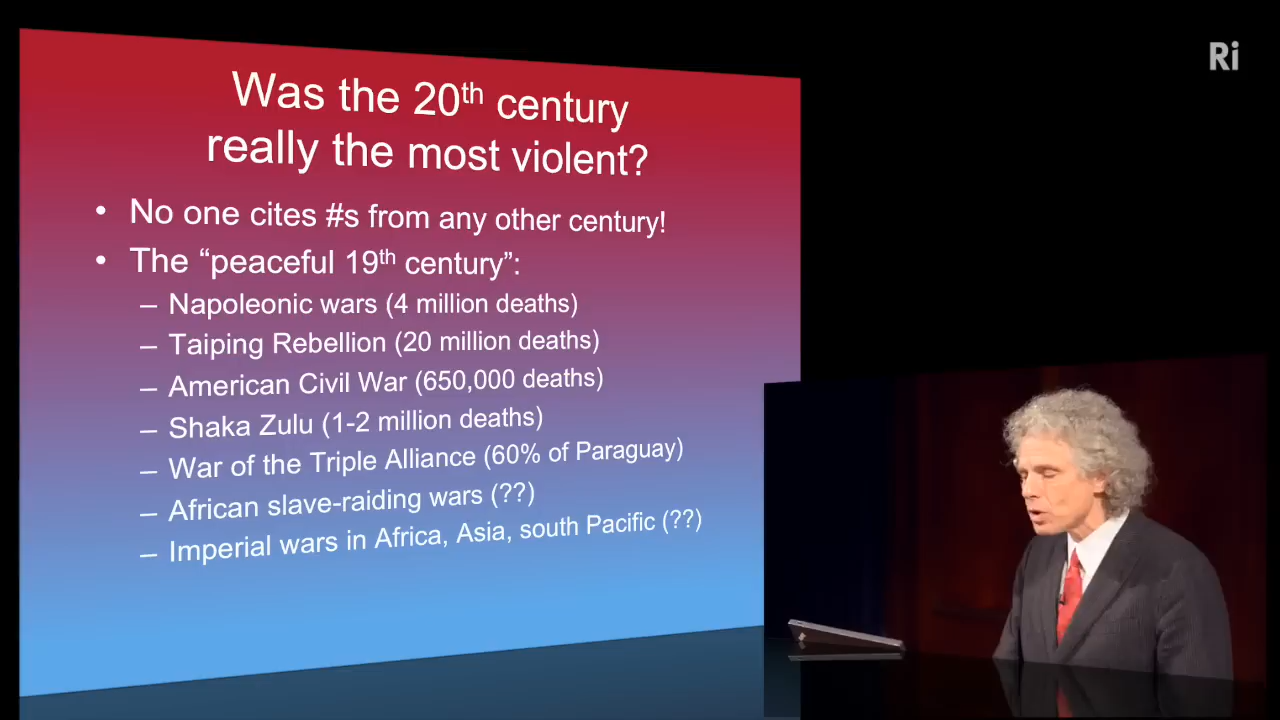 Was the 20th century
really the most violent?
• No one cites #s from any other century!
• The “peaceful 19th century”:
– Napoleonic wars (4 million deaths)
– Taiping Rebellion (20 million deaths)
– American Civil War (650,000 deaths)
– Shaka Zulu (1-2 million deaths)
– War of the Triple Alliance (60% of Paraguay)
– African slave-raiding wars (??)
– Imperial wars in Africa, Asia, south Pacific (??)
Ri